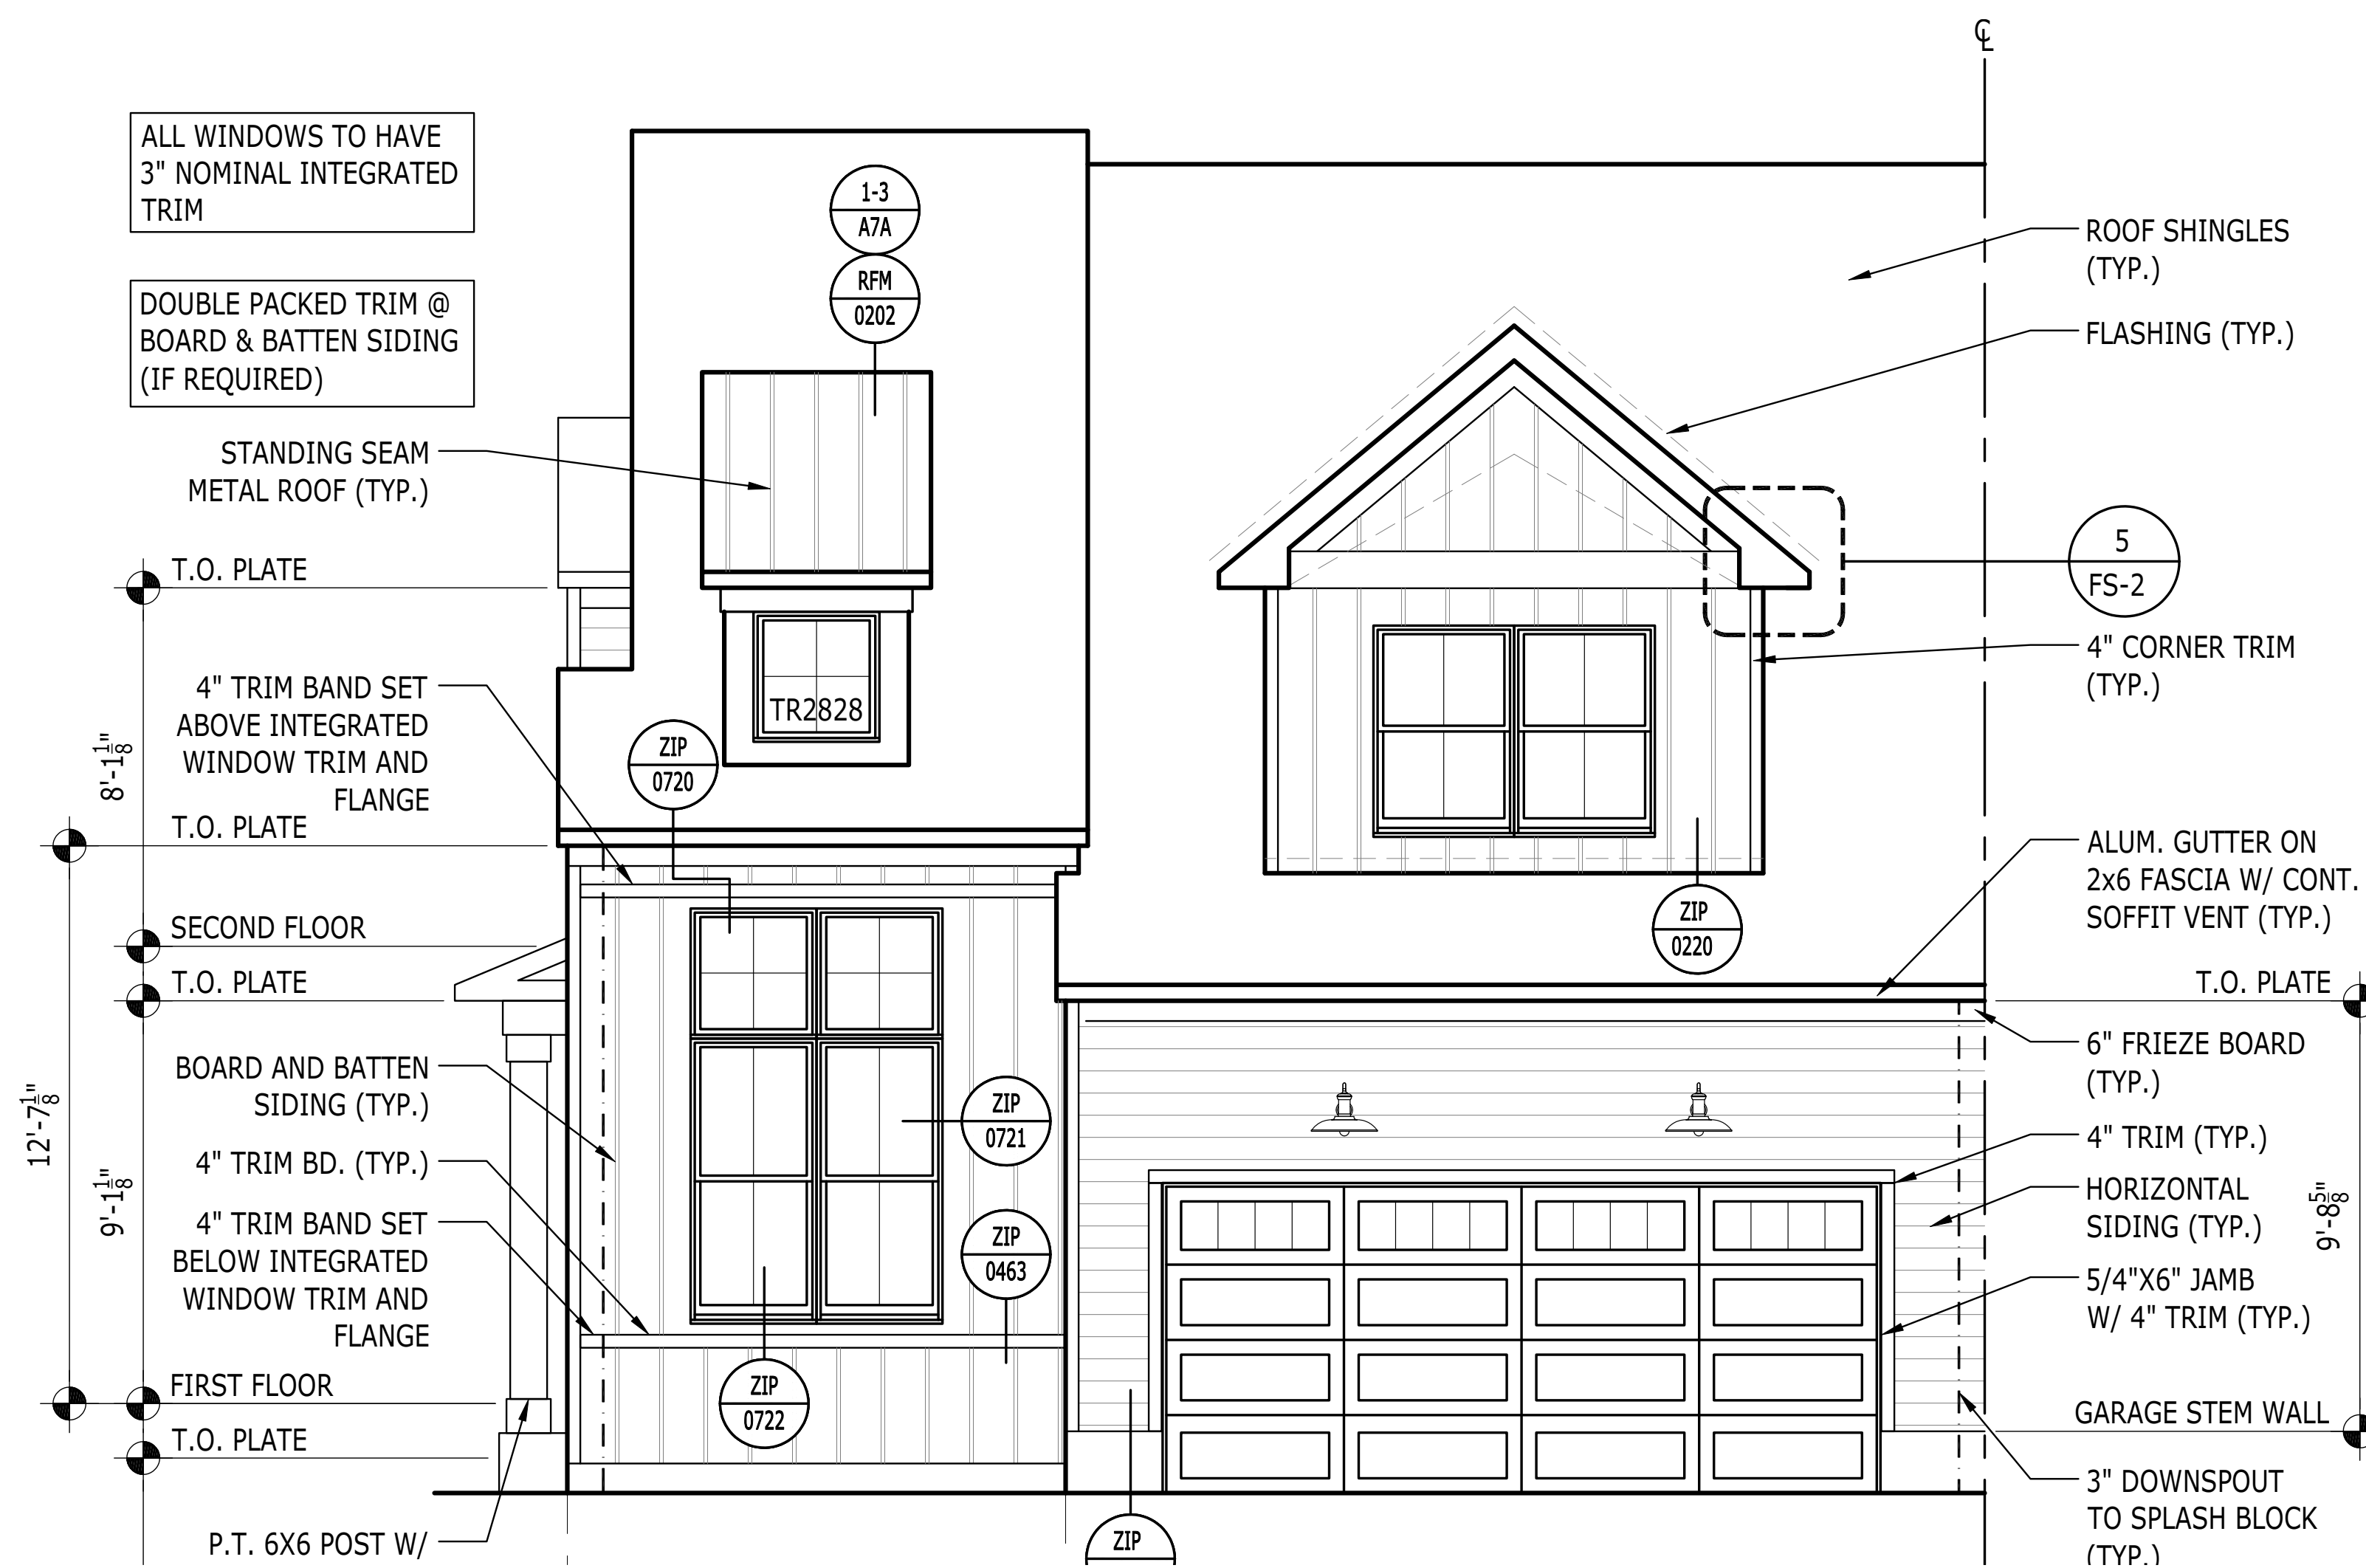 ℄
ALL WINDOWS TO HAVE
3" NOMINAL INTEGRATED
TRIM
DOUBLE PACKED TRIM @
BOARD & BATTEN SIDING
(IF REQUIRED)
STANDING SEAM
METAL ROOF (TYP.)
T.O. PLATE
4" TRIM BAND SET
ABOVE INTEGRATED
WINDOW TRIM AND
FLANGE
8'-1 1/8"
T.O. PLATE
SECOND FLOOR
T.O. PLATE
BOARD AND BATTEN
SIDING (TYP.)
12'-7 1/8"
4" TRIM BD. (TYP.)
9'-1 1/8"
4" TRIM BAND SET
BELOW INTEGRATED
WINDOW TRIM AND
FLANGE
FIRST FLOOR
T.O. PLATE
P.T. 6X6 POST W/
1-3
A7A
RFM
0202
TR2828
ZIP
0720
ZIP
0721
ZIP
0463
ZIP
0722
ZIP
0220
ZIP
ROOF SHINGLES
(TYP.)
FLASHING (TYP.)
5
FS-2
4" CORNER TRIM
(TYP.)
ALUM. GUTTER ON
2x6 FASCIA W/ CONT.
SOFFIT VENT (TYP.)
T.O. PLATE
6" FRIEZE BOARD
(TYP.)
4" TRIM (TYP.)
HORIZONTAL
SIDING (TYP.)
9'-8 5/8"
5/4"X6" JAMB
W/ 4" TRIM (TYP.)
GARAGE STEM WALL
3" DOWNSPOUT
TO SPLASH BLOCK
(TYP.)